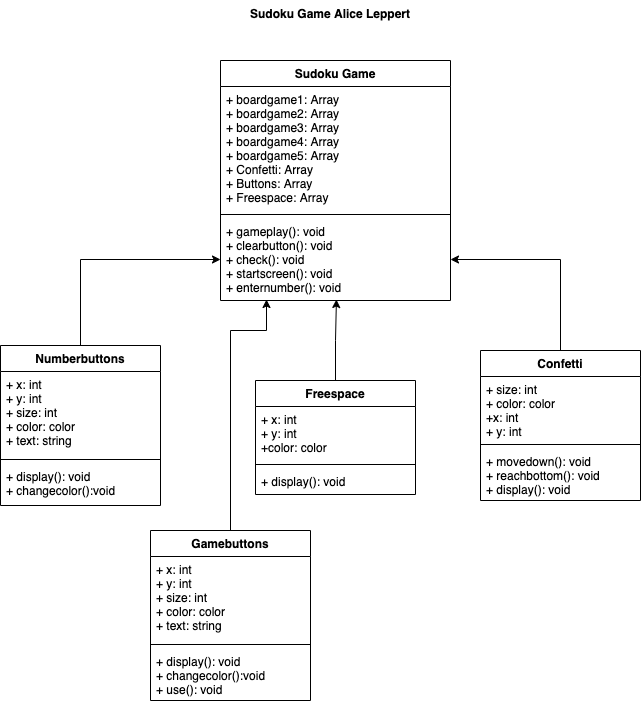 Sudoku Game Alice Leppert
Sudoku Game
+ boardgame1: Array
+ boardgame2: Array
+ boardgame3: Array
+ boardgame4: Array
+ boardgame5: Array
+ Confetti: Array
+ Buttons: Array
+ Freespace: Array
+ gameplay(): void
+ clearbutton(): void
+ check(): void
+ startscreen(): void
+ enternumber(): void
Numberbuttons
+ x: int
+ y: int
+ size: int
+ color: color
+ text: string
+ display(): void
+ changecolor():void
Freespace
+ x: int
+ y: int
+color: color
+ display(): void
Confetti
+ size: int
+ color: color
+x: int
+ y: int
+ movedown(): void
+ reachbottom(): void
+ display(): void
Gamebuttons
+ x: int
+ y: int
+ size: int
+ color: color
+ text: string
+ display(): void
+ changecolor():void
+ use(): void